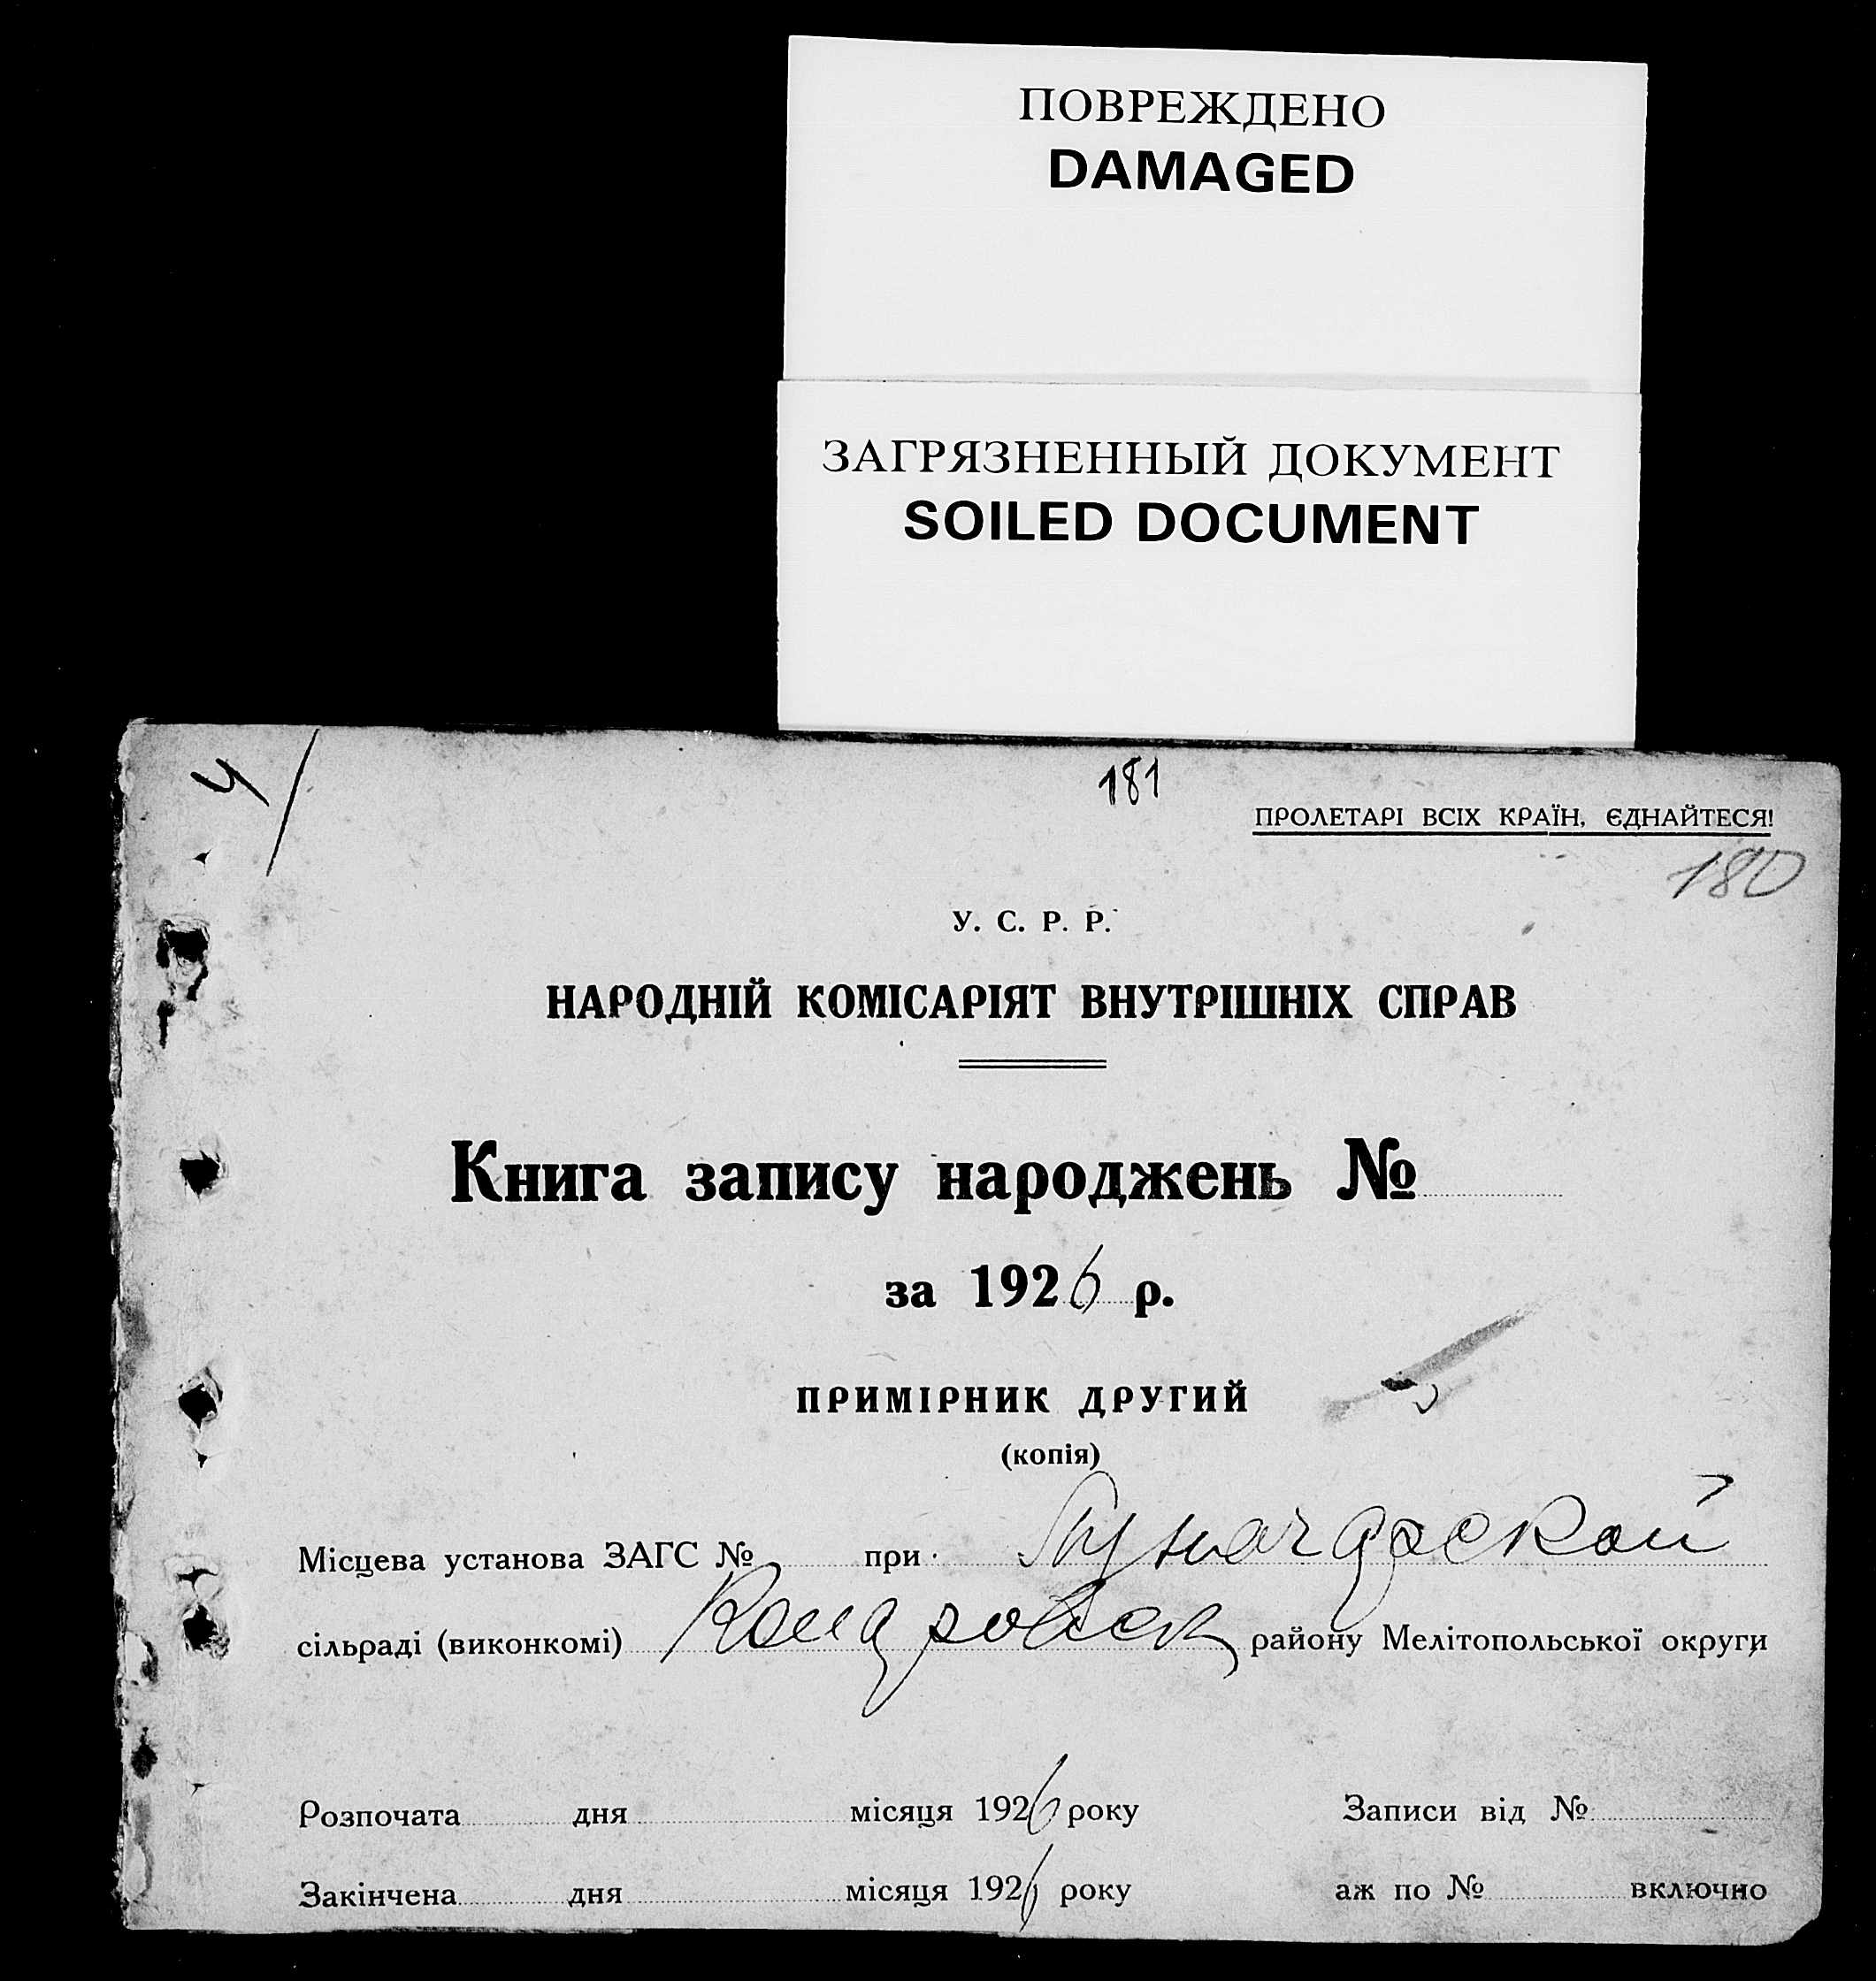 ПОВРЕЖДЕНО
DAMAGED
ЗАГРЯЗНЕННЫЙ ДОКУМЕНТ
SOILED DOCUMENT
4
181
ПРОЛЕТАРІ ВСІХ КРАЇН, ЄДНАЙТЕСЯ!
180
У. С. Р. Р.
НАРОДНІЙ КОМІСАРІЯТ ВНУТРІШНІХ СПРАВ
Книга запису народжень №
за 1926 р.
ПРИМІРНИК ДРУГИЙ
(копія)
Місцева установа ЗАГС № при
сільраді (виконкомі) району Мелітопольської округи
Розпочата дня місяця 1926 року Записи від №
Закінчена дня місяця 1926 року аж по № включно